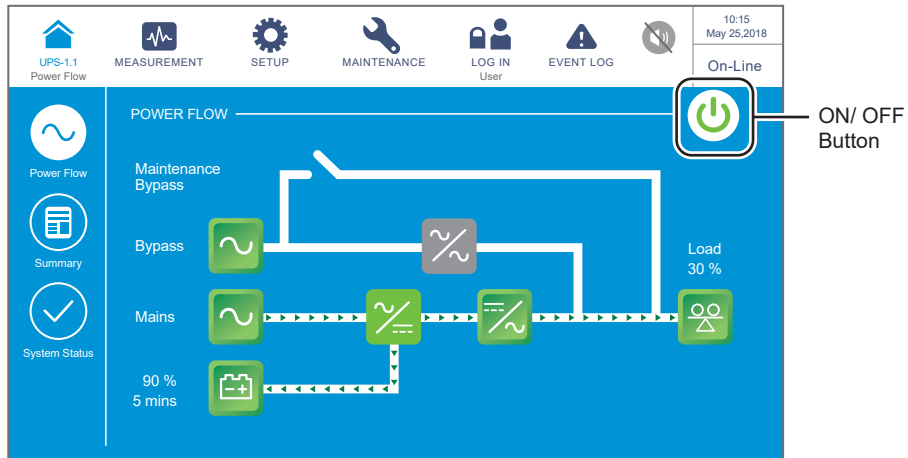 UPS-1.1
Power Flow
MEASUREMENT
SETUP
MAINTENANCE
LOG IN
User
EVENT LOG
10:15
May 25,2018
On-Line
ON/ OFF
Button
POWER FLOW
Power Flow
Summary
System Status
Maintenance
Bypass
Bypass
Load
30 %
Mains
90 %
5 mins